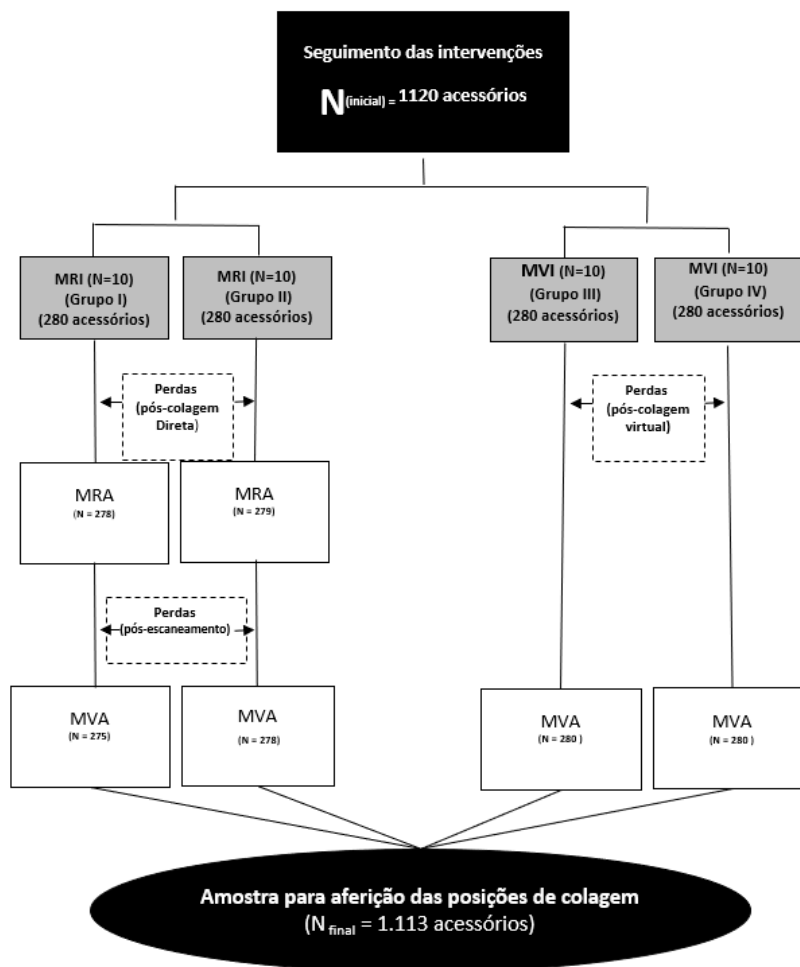 Seguimento das intervenções
N(inicial) = 1120 acessórios
MRI (N=10)
(Grupo I)
(280 acessórios)
MRI (N=10)
(Grupo II)
(280 acessórios)
MVI (N=10)
(Grupo III)
(280 acessórios)
MVI (N=10)
(Grupo IV)
(280 acessórios)
Perdas
(pós-colagem
Direta)
Perdas
(pós-colagem
virtual)
MRA
(N = 278)
MRA
(N = 279)
Perdas
(pós-escaneamento)
MVA
(N = 275)
MVA
(N = 278)
MVA
(N = 280 )
MVA
(N = 280 )
Amostra para aferição das posições de colagem
(N final = 1.113 acessórios)